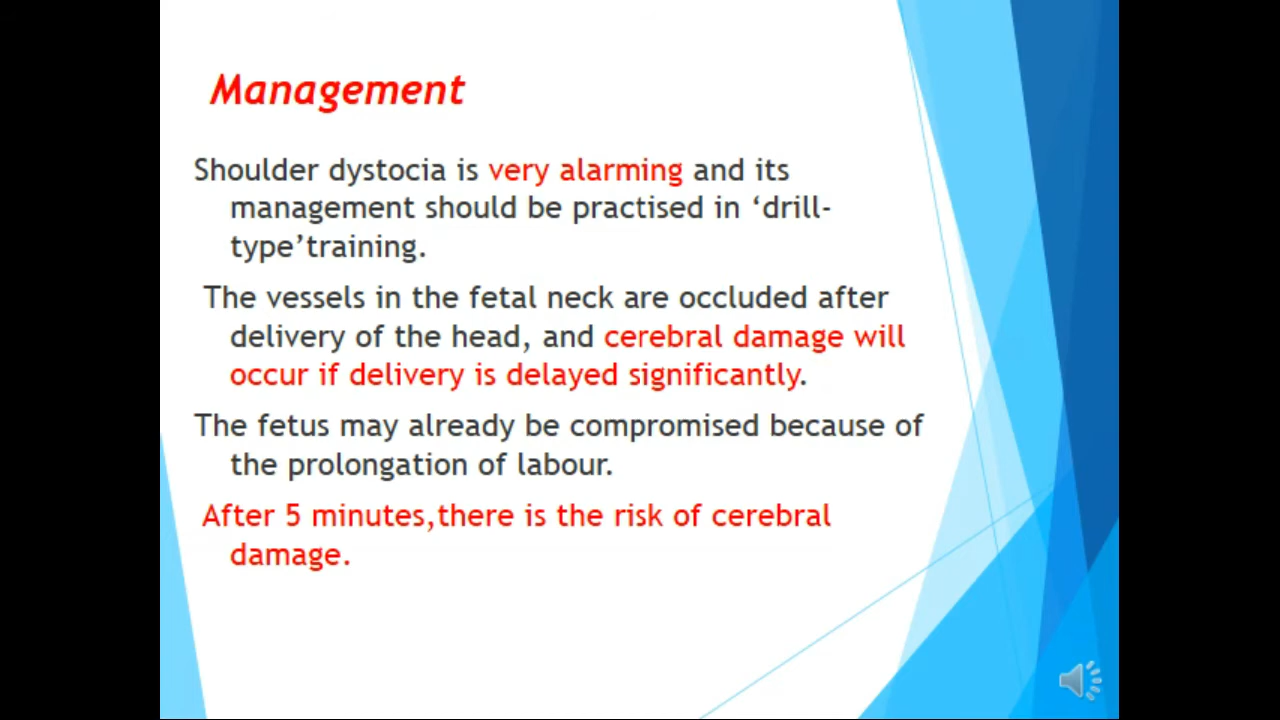 Management
Shoulder dystocia is very alarming and its
management should be practised in ‘drill-
type’training.
The vessels in the fetal neck are occluded after
delivery of the head, and cerebral damage will
occur if delivery is delayed significantly.
The fetus may already be compromised because of
the prolongation of labour.
After 5 minutes,there is the risk of cerebral
damage.